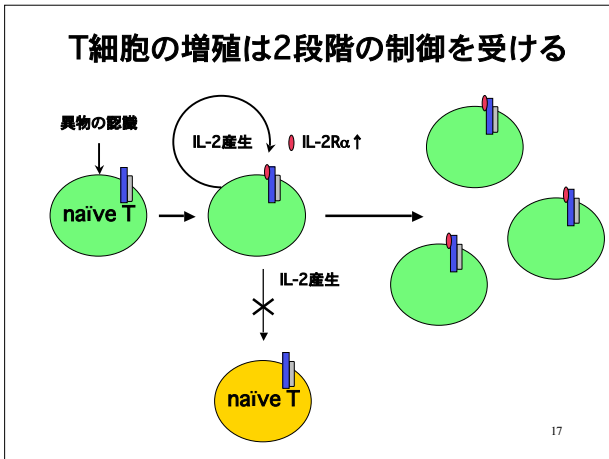 T細胞の増殖は2段階の制御を受ける
異物の認識
IL-2産生
IL-2Rα↑
naïve T
IL-2産生
naïve T
17